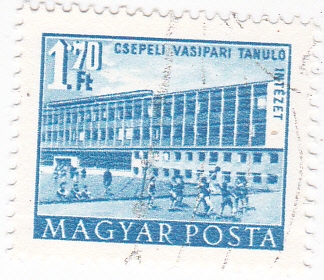 1.70
Ft
CSEPELI VASIPARI TANULÓ
INTÉZET
MAGYAR POSTA